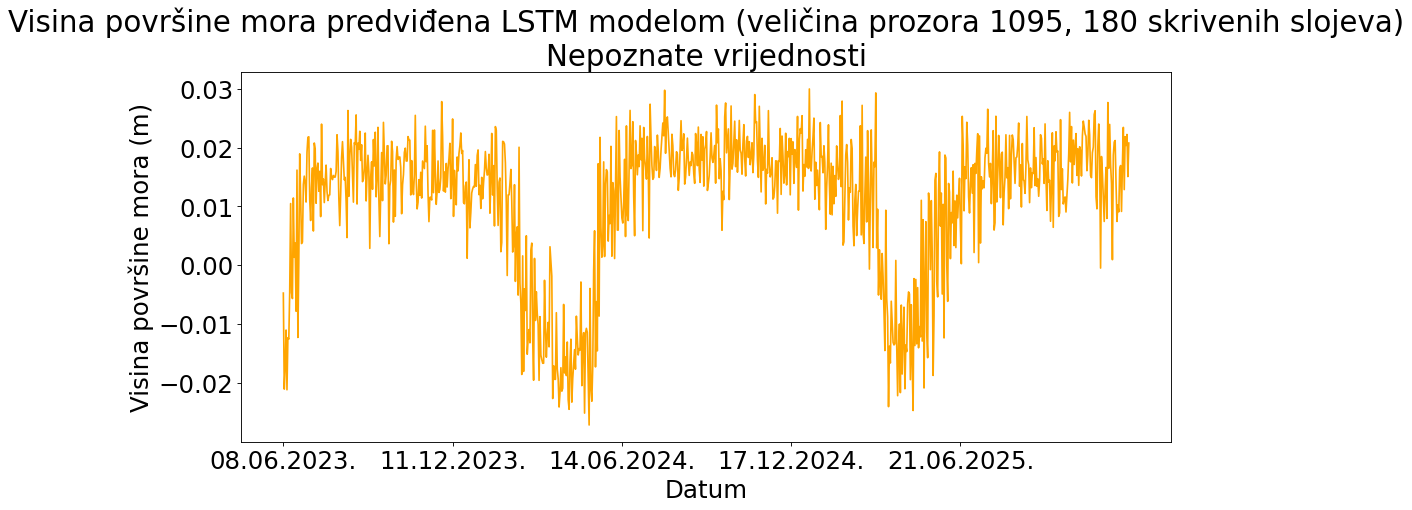 Visina površine mora predviđena LSTM modelom (veličina prozora 1095, 180 skrivenih slojeva)
Nepoznate vrijednosti
Visina površine mora (m)
0.03
0.02
0.01
0.00
−0.01
−0.02
08.06.2023. 11.12.2023. 14.06.2024. 17.12.2024. 21.06.2025.
Datum